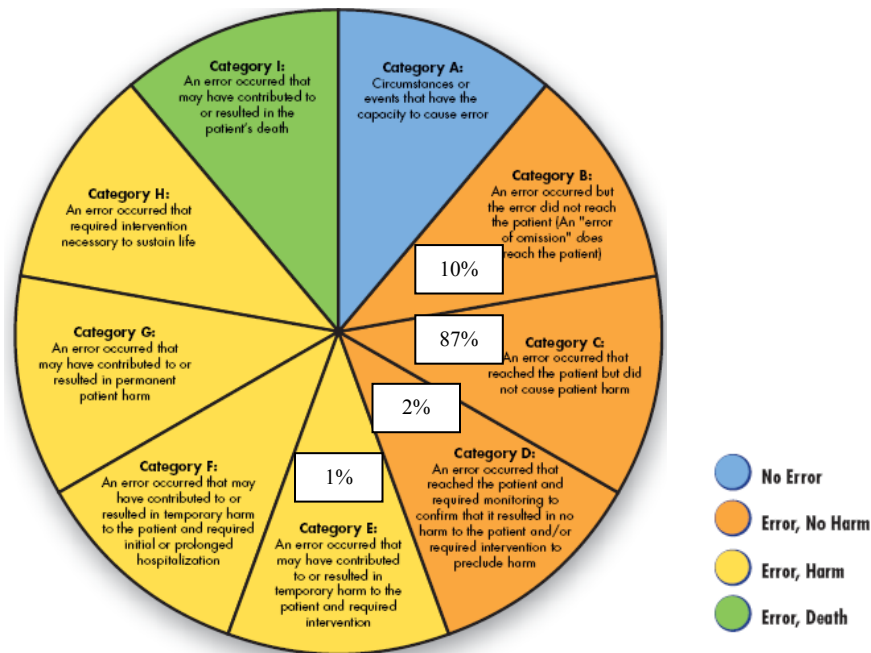 Category A:
Circumstances or
events that have the
capacity to cause error
Category B:
An error occurred but
the error did not reach
the patient (An "error
of omission" does
reach the patient)
10%
87%
Category C:
An error occurred that
reached the patient but did
not cause patient harm
2%
Category D:
An error occurred that
reached the patient and
required monitoring to
confirm that it resulted in no
harm to the patient and/or
required intervention to
preclude harm
1%
Category E:
An error occurred that
may have contributed
to or resulted in
temporary harm to the
patient and required
intervention
Category F:
An error occurred that may
have contributed to or
resulted in temporary harm
to the patient and required
initial or prolonged
hospitalization
Category G:
An error occurred that
may have contributed to or
resulted in permanent
patient harm
Category H:
An error occurred that
required intervention
necessary to sustain life
Category I:
An error occurred that
may have contributed to
or resulted in the
patient's death
No Error
Error, No Harm
Error, Harm
Error, Death